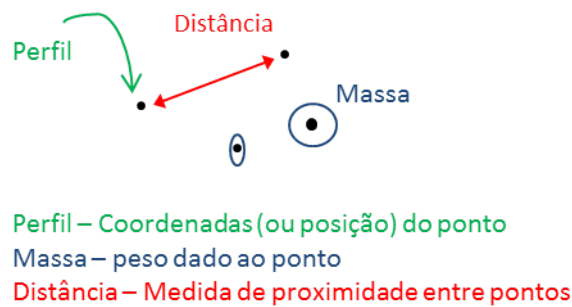 Distância
Perfil
Massa
Perfil – Coordenadas (ou posição) do ponto
Massa – peso dado ao ponto
Distância – Medida de proximidade entre pontos